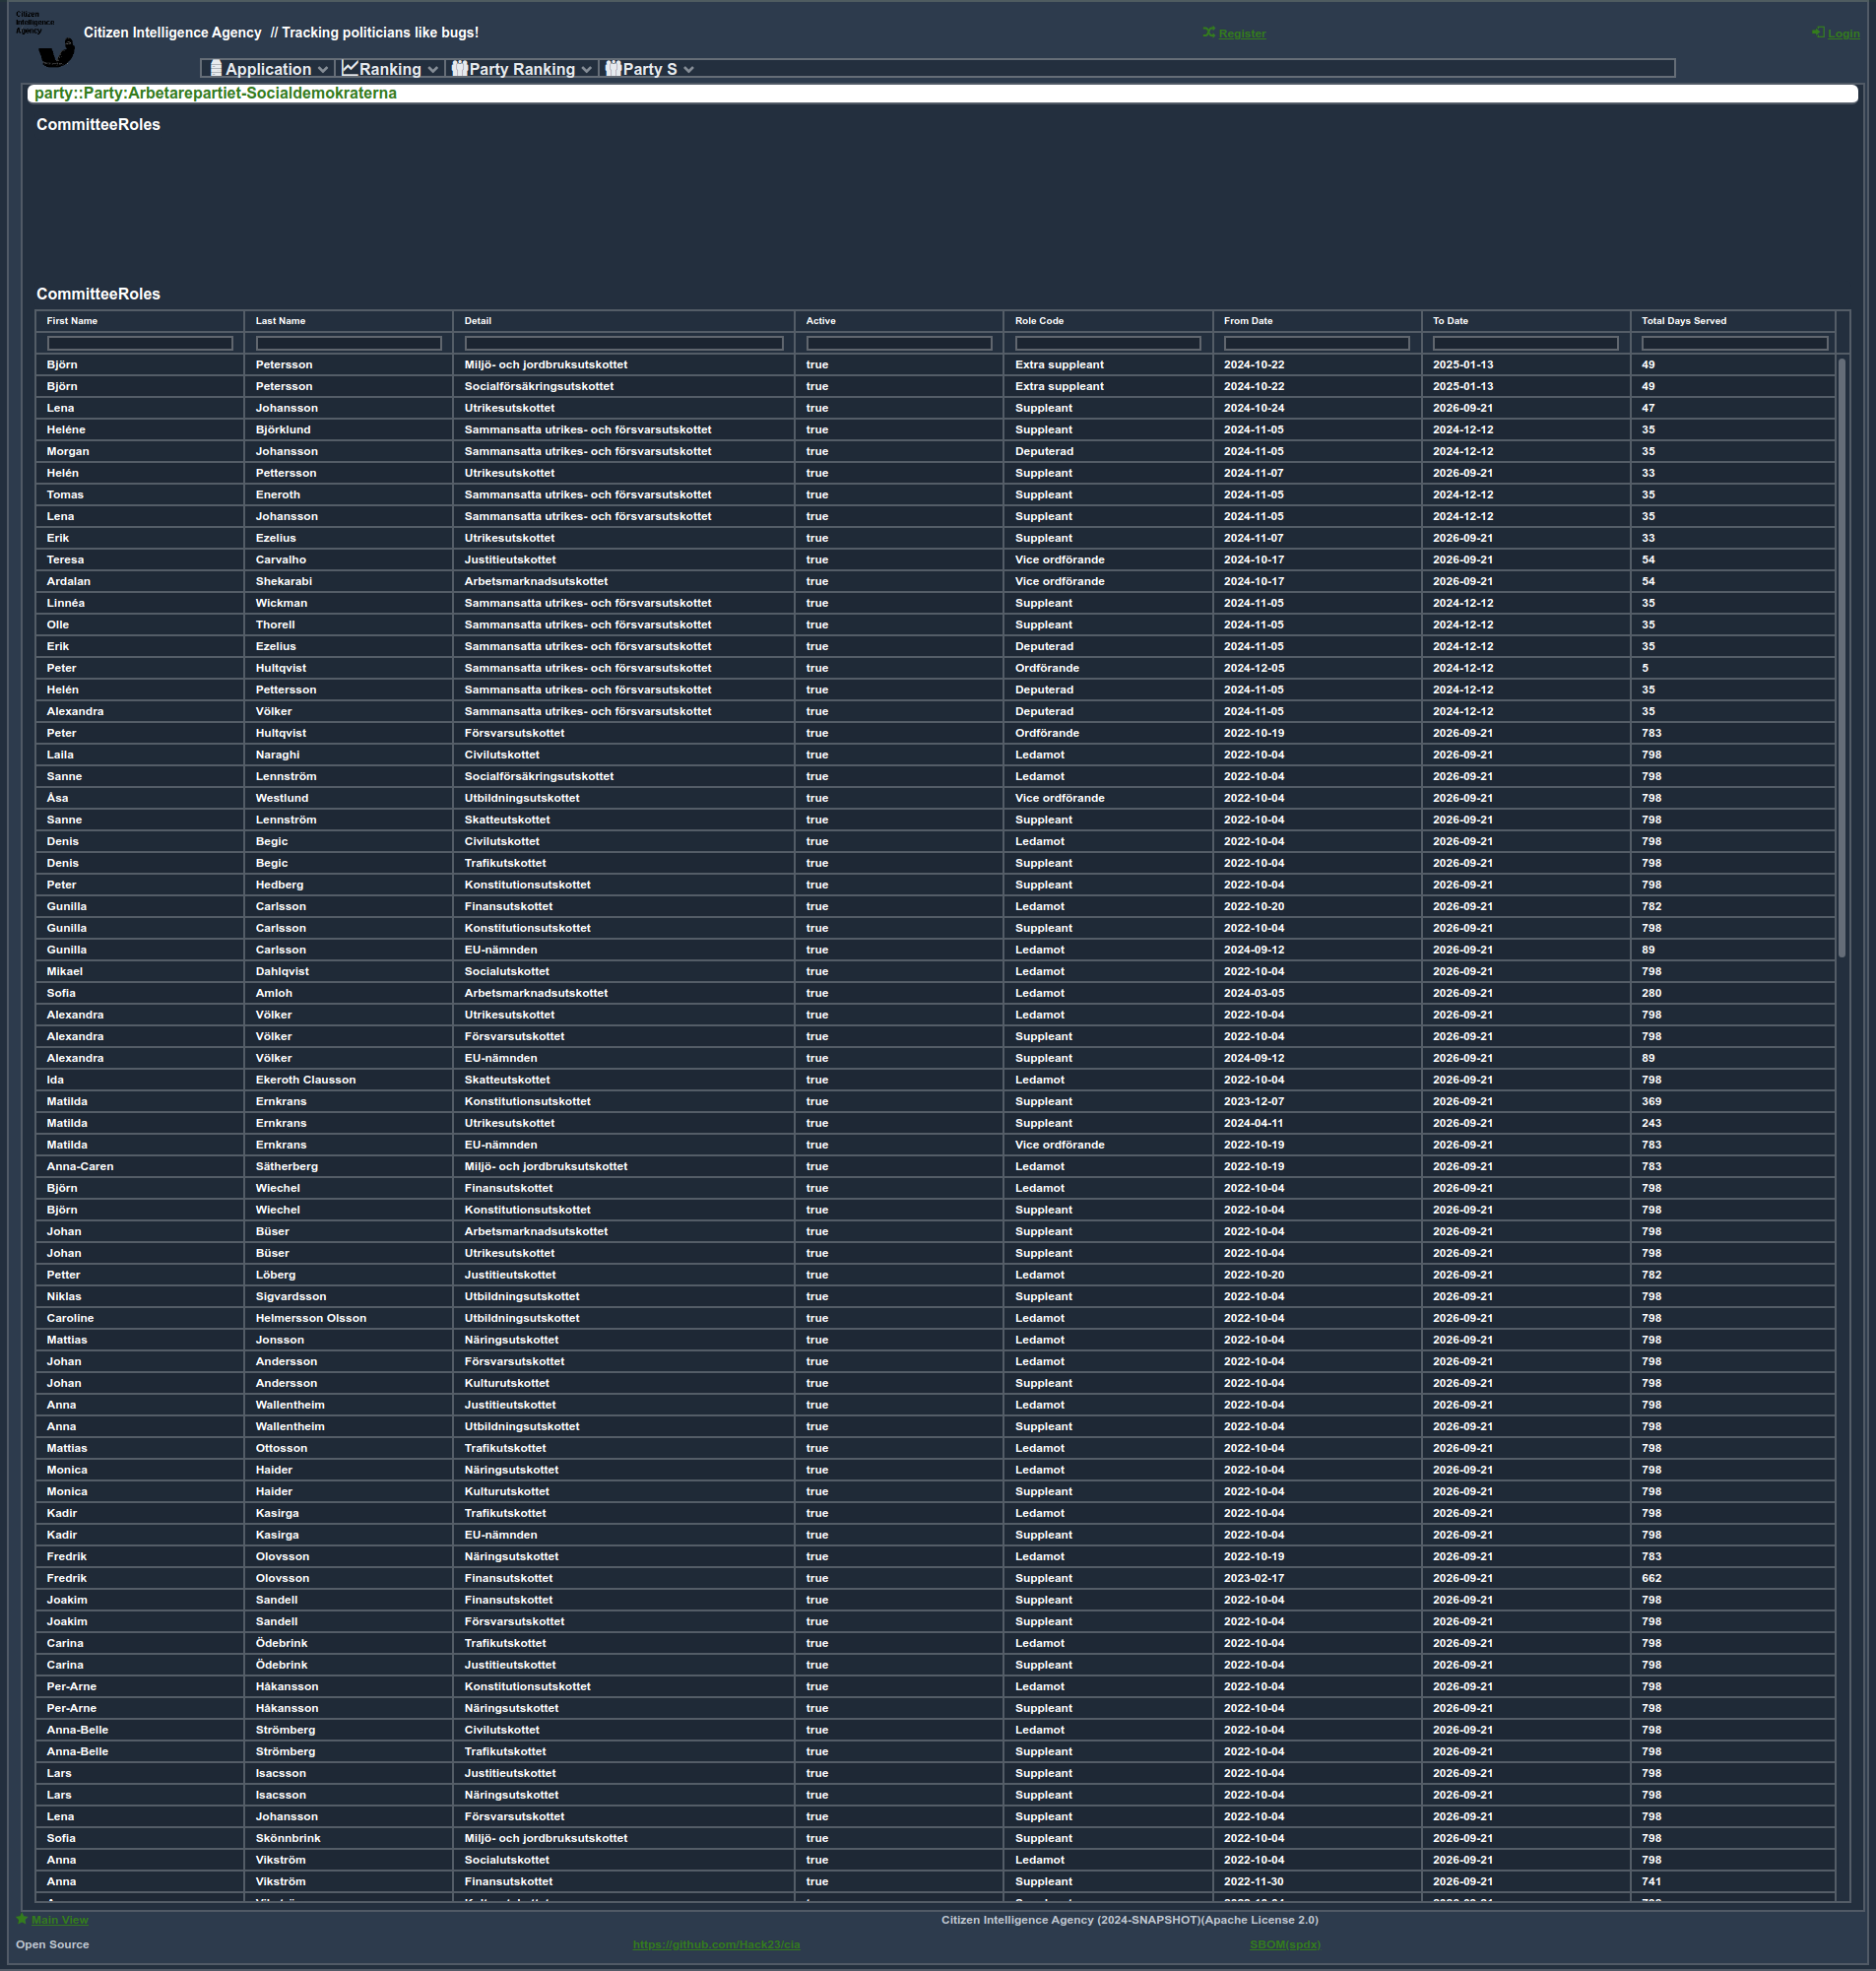 Citizen
Intelligence
Agency
Citizen Intelligence Agency // Tracking politicians like bugs!
Register
Login
Application Ranking Party Ranking Party S
party::Party:Arbetarepartiet-Socialdemokraterna
CommitteeRoles
CommitteeRoles
First Name Last Name Detail Active Role Code From Date To Date Total Days Served
Björn Petersson Miljö- och jordbruksutskottet true Extra suppleant 2024-10-22 2025-01-13 49
Björn Petersson Socialförsäkringsutskottet true Extra suppleant 2024-10-22 2025-01-13 49
Lena Johansson Utrikesutskottet true Suppleant 2024-10-24 2026-09-21 47
Heléne Björklund Sammansatta utrikes- och försvarsutskottet true Suppleant 2024-11-05 2024-12-12 35
Morgan Johansson Sammansatta utrikes- och försvarsutskottet true Deputerad 2024-11-05 2024-12-12 35
Helén Pettersson Utrikesutskottet true Suppleant 2024-11-07 2026-09-21 33
Tomas Eneroth Sammansatta utrikes- och försvarsutskottet true Suppleant 2024-11-05 2024-12-12 35
Lena Johansson Sammansatta utrikes- och försvarsutskottet true Suppleant 2024-11-05 2024-12-12 35
Erik Ezelius Utrikesutskottet true Suppleant 2024-11-07 2026-09-21 33
Teresa Carvalho Justitieutskottet true Vice ordförande 2024-10-17 2026-09-21 54
Ardalan Shekarabi Arbetsmarknadsutskottet true Vice ordförande 2024-10-17 2026-09-21 54
Linnéa Wickman Sammansatta utrikes- och försvarsutskottet true Suppleant 2024-11-05 2024-12-12 35
Olle Thorell Sammansatta utrikes- och försvarsutskottet true Suppleant 2024-11-05 2024-12-12 35
Erik Ezelius Sammansatta utrikes- och försvarsutskottet true Deputerad 2024-11-05 2024-12-12 35
Peter Hultqvist Sammansatta utrikes- och försvarsutskottet true Ordförande 2024-12-05 2024-12-12 5
Helén Pettersson Sammansatta utrikes- och försvarsutskottet true Deputerad 2024-11-05 2024-12-12 35
Alexandra Völker Sammansatta utrikes- och försvarsutskottet true Deputerad 2024-11-05 2024-12-12 35
Peter Hultqvist Försvarsutskottet true Ordförande 2022-10-19 2026-09-21 783
Laila Naraghi Civilutskottet true Ledamot 2022-10-04 2026-09-21 798
Sanne Lennström Socialförsäkringsutskottet true Ledamot 2022-10-04 2026-09-21 798
Åsa Westlund Utbildningsutskottet true Vice ordförande 2022-10-04 2026-09-21 798
Sanne Lennström Skatteutskottet true Suppleant 2022-10-04 2026-09-21 798
Denis Begic Civilutskottet true Ledamot 2022-10-04 2026-09-21 798
Denis Begic Trafikutskottet true Suppleant 2022-10-04 2026-09-21 798
Peter Hedberg Konstitutionsutskottet true Suppleant 2022-10-04 2026-09-21 798
Gunilla Carlsson Finansutskottet true Ledamot 2022-10-20 2026-09-21 782
Gunilla Carlsson Konstitutionsutskottet true Suppleant 2022-10-04 2026-09-21 798
Gunilla Carlsson EU-nämnden true Ledamot 2024-09-12 2026-09-21 89
Mikael Dahlqvist Socialutskottet true Ledamot 2022-10-04 2026-09-21 798
Sofia Amloh Arbetsmarknadsutskottet true Ledamot 2024-03-05 2026-09-21 280
Alexandra Völker Utrikesutskottet true Ledamot 2022-10-04 2026-09-21 798
Alexandra Völker Försvarsutskottet true Suppleant 2022-10-04 2026-09-21 798
Alexandra Völker EU-nämnden true Suppleant 2024-09-12 2026-09-21 89
Ida Ekeroth Clausson Skatteutskottet true Ledamot 2022-10-04 2026-09-21 798
Matilda Ernkrans Konstitutionsutskottet true Suppleant 2023-12-07 2026-09-21 369
Matilda Ernkrans Utrikesutskottet true Suppleant 2024-04-11 2026-09-21 243
Matilda Ernkrans EU-nämnden true Vice ordförande 2022-10-19 2026-09-21 783
Anna-Caren Sätherberg Miljö- och jordbruksutskottet true Ledamot 2022-10-19 2026-09-21 783
Björn Wiechel Finansutskottet true Ledamot 2022-10-04 2026-09-21 798
Björn Wiechel Konstitutionsutskottet true Suppleant 2022-10-04 2026-09-21 798
Johan Büser Arbetsmarknadsutskottet true Suppleant 2022-10-04 2026-09-21 798
Johan Büser Utrikesutskottet true Suppleant 2022-10-04 2026-09-21 798
Petter Löberg Justitieutskottet true Ledamot 2022-10-20 2026-09-21 782
Niklas Sigvardsson Utbildningsutskottet true Suppleant 2022-10-04 2026-09-21 798
Caroline Helmersson Olsson Utbildningsutskottet true Ledamot 2022-10-04 2026-09-21 798
Mattias Jonsson Näringsutskottet true Ledamot 2022-10-04 2026-09-21 798
Johan Andersson Försvarsutskottet true Ledamot 2022-10-04 2026-09-21 798
Johan Andersson Kulturutskottet true Suppleant 2022-10-04 2026-09-21 798
Anna Wallentheim Justitieutskottet true Ledamot 2022-10-04 2026-09-21 798
Anna Wallentheim Utbildningsutskottet true Suppleant 2022-10-04 2026-09-21 798
Mattias Ottosson Trafikutskottet true Ledamot 2022-10-04 2026-09-21 798
Monica Haider Näringsutskottet true Ledamot 2022-10-04 2026-09-21 798
Monica Haider Kulturutskottet true Suppleant 2022-10-04 2026-09-21 798
Kadir Kasirga Trafikutskottet true Ledamot 2022-10-04 2026-09-21 798
Kadir Kasirga EU-nämnden true Suppleant 2022-10-04 2026-09-21 798
Fredrik Olovsson Näringsutskottet true Ledamot 2022-10-19 2026-09-21 783
Fredrik Olovsson Finansutskottet true Suppleant 2023-02-17 2026-09-21 662
Joakim Sandell Finansutskottet true Suppleant 2022-10-04 2026-09-21 798
Joakim Sandell Försvarsutskottet true Suppleant 2022-10-04 2026-09-21 798
Carina Ödebrink Trafikutskottet true Ledamot 2022-10-04 2026-09-21 798
Carina Ödebrink Justitieutskottet true Suppleant 2022-10-04 2026-09-21 798
Per-Arne Håkansson Konstitutionsutskottet true Ledamot 2022-10-04 2026-09-21 798
Per-Arne Håkansson Näringsutskottet true Suppleant 2022-10-04 2026-09-21 798
Anna-Belle Strömberg Civilutskottet true Ledamot 2022-10-04 2026-09-21 798
Anna-Belle Strömberg Trafikutskottet true Suppleant 2022-10-04 2026-09-21 798
Lars Isacsson Justitieutskottet true Suppleant 2022-10-04 2026-09-21 798
Lars Isacsson Näringsutskottet true Suppleant 2022-10-04 2026-09-21 798
Lena Johansson Försvarsutskottet true Suppleant 2022-10-04 2026-09-21 798
Sofia Skönnbrink Miljö- och jordbruksutskottet true Suppleant 2022-10-04 2026-09-21 798
Anna Vikström Socialutskottet true Ledamot 2022-10-04 2026-09-21 798
Anna Vikström Finansutskottet true Suppleant 2022-11-30 2026-09-21 741
Main View
Citizen Intelligence Agency (2024-SNAPSHOT)(Apache License 2.0)
Open Source
https://github.com/Hack23/cia
SBOM(spdx)